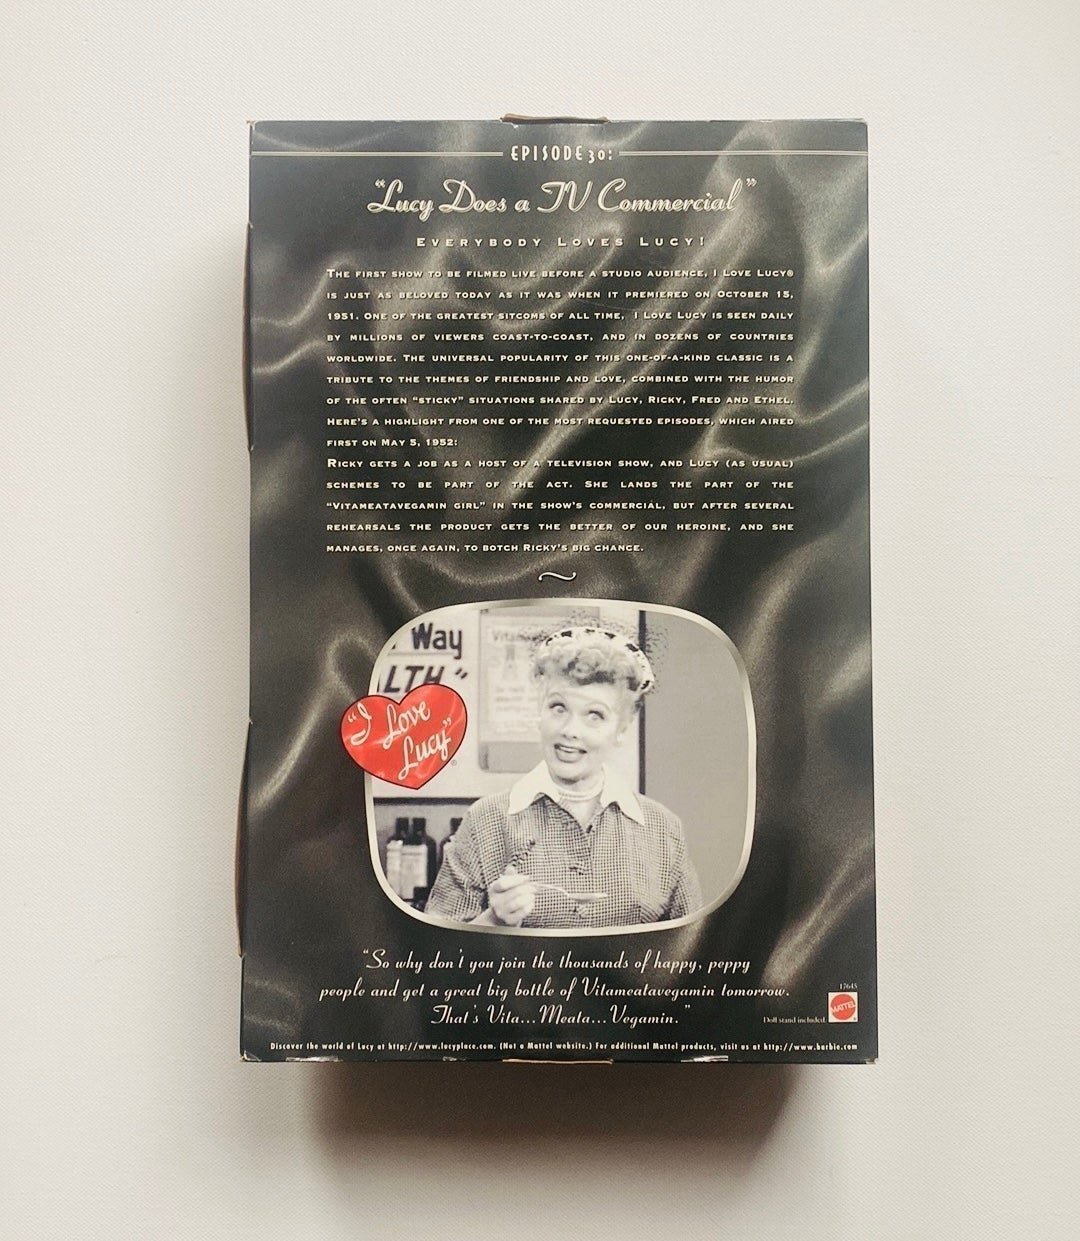 EPISODE 30:
"Lucy Does a TV Commercial"
EVERYBODY LOVES LUCY!
THE FIRST SHOW TO BE FILMED LIVE BEFORE A STUDIO AUDIENCE, I LOVE LUCY®
IS JUST AS BELOVED TODAY AS IT WAS WHEN IT PREMIERED ON OCTOBER 15,
1951. ONE OF THE GREATEST SITCOMS OF ALL TIME, I LOVE LUCY IS SEEN DAILY
BY MILLIONS OF VIEWERS COAST-TO-COAST, AND IN DOZENS OF COUNTRIES
WORLDWIDE. THE UNIVERSAL POPULARITY OF THIS ONE-OF-A-KIND CLASSIC IS A
TRIBUTE TO THE THEMES OF FRIENDSHIP AND LOVE, COMBINED WITH THE HUMOR
OF THE OFTEN "STICKY" SITUATIONS SHARED BY LUCY, RICKY, FRED AND ETHEL.
HERE'S A HIGHLIGHT FROM ONE OF THE MOST REQUESTED EPISODES, WHICH AIRED
FIRST ON MAY 5, 1952:
RICKY GETS A JOB AS A HOST OF A TELEVISION SHOW, AND LUCY (AS USUAL)
SCHEMES TO BE PART OF THE ACT. SHE LANDS THE PART OF THE
"VITAMEATAVEGAMIN GIRL" IN THE SHOW'S COMMERCIAL, BUT AFTER SEVERAL
REHEARSALS THE PRODUCT GETS THE BETTER OF OUR HEROINE, AND SHE
MANAGES, ONCE AGAIN, TO BOTCH RICKY'S BIG CHANCE.
Way
LTH"
"I Love
Lucy"®
"So why don't you join the thousands of happy, peppy
people and get a great big bottle of Vitameatavegamin tomorrow.
That's Vita... Meata... Vegamin."
17645
MATTEL
Doll stand included.
Discover the world of Lucy at http://www.lucyplace.com. (Not a Mattel website.) For additional Mattel products, visit us at http://www.barbie.com